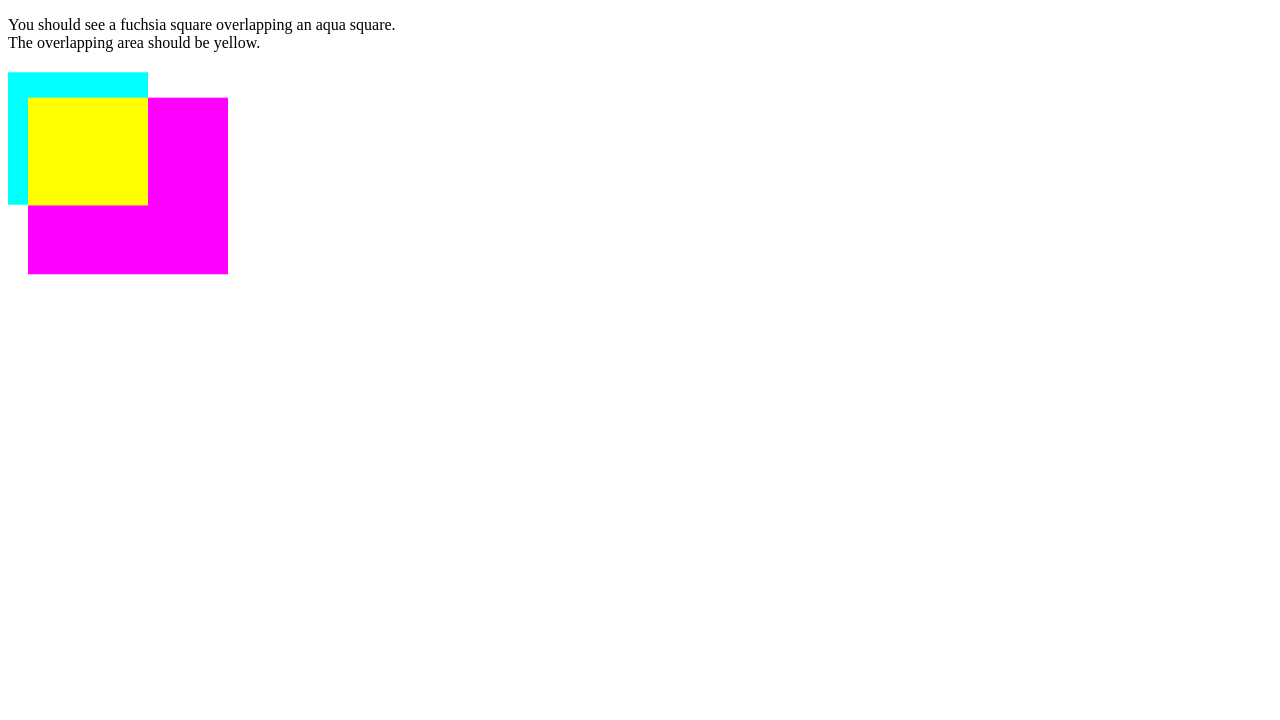 You should see a fuchsia square overlapping an aqua square.
The overlapping area should be yellow.